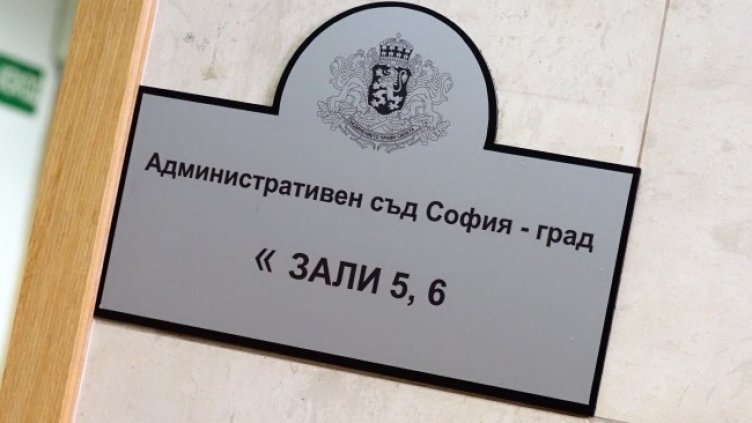 Административен съд София - град
« ЗАЛИ 5, 6